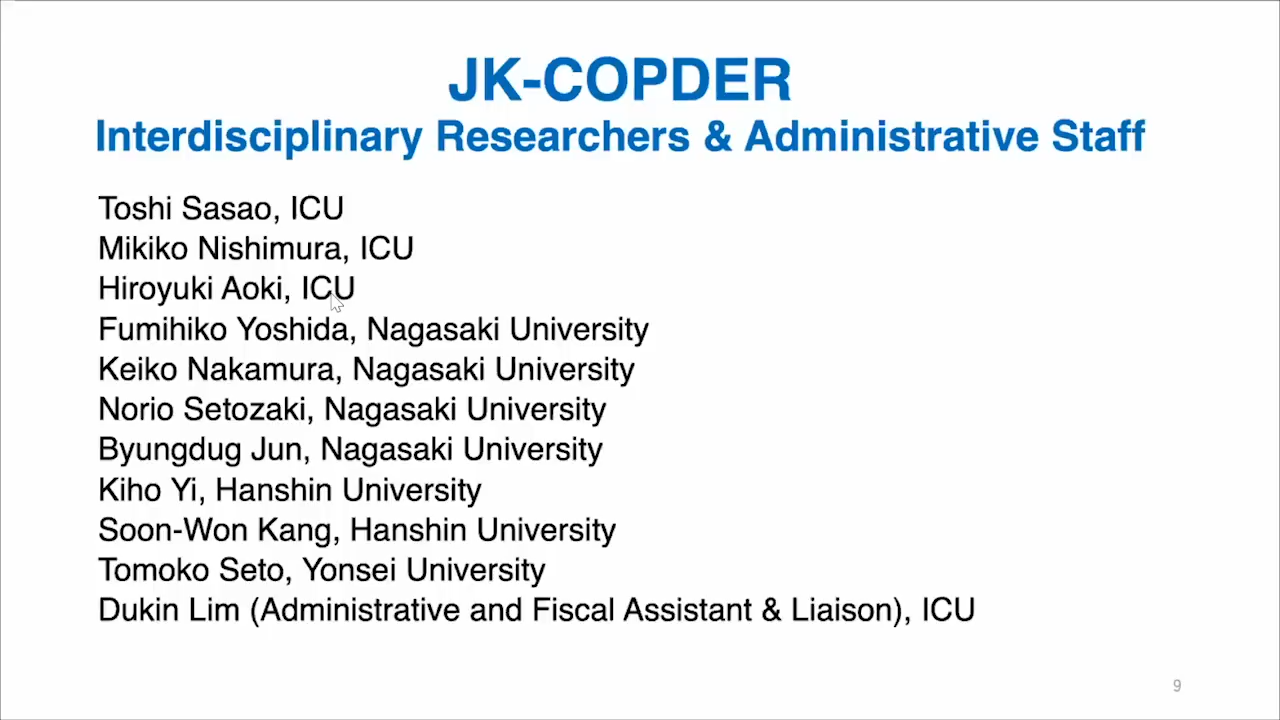 JK-COPDER
Interdisciplinary Researchers & Administrative Staff
Toshi Sasao, ICU
Mikiko Nishimura, ICU
Hiroyuki Aoki, ICU
Fumihiko Yoshida, Nagasaki University
Keiko Nakamura, Nagasaki University
Norio Setozaki, Nagasaki University
Byungdug Jun, Nagasaki University
Kiho Yi, Hanshin University
Soon-Won Kang, Hanshin University
Tomoko Seto, Yonsei University
Dukin Lim (Administrative and Fiscal Assistant & Liaison), ICU
9